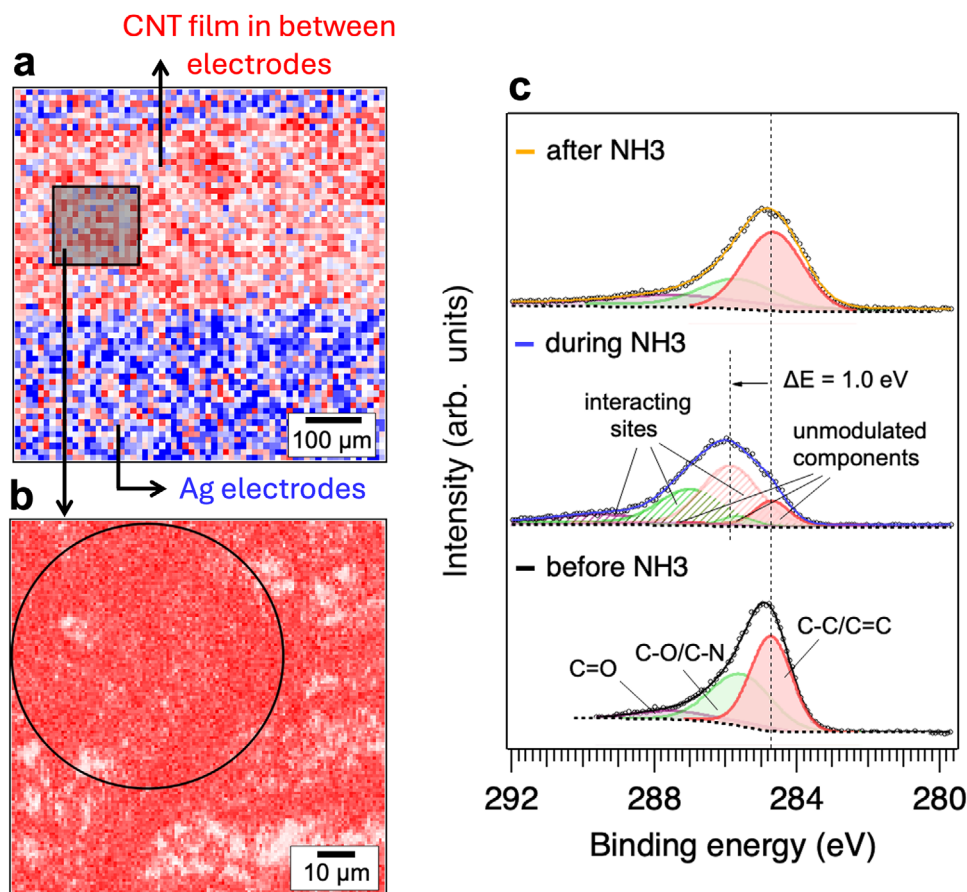 CNT film in between
electrodes
a
100 µm
Ag electrodes
b
10 µm
c
after NH3
during NH3
ΔE = 1.0 eV
interacting
sites
unmodulated
components
before NH3
C-C/C=C
C-O/C-N
C=O
Intensity (arb. units)
292 288 284 280
Binding energy (eV)